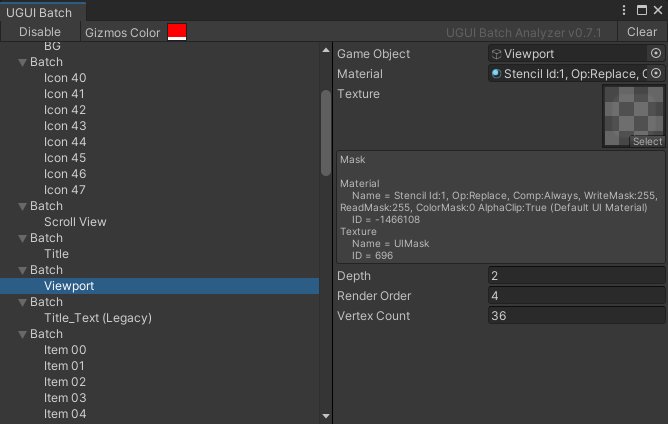 UGUI Batch
Disable
Gizmos Color
UGUI Batch Analyzer v0.7.1
Clear
BG
Batch
Icon 40
Icon 41
Icon 42
Icon 43
Icon 44
Icon 45
Icon 46
Icon 47
Batch
Scroll View
Batch
Title
Batch
Viewport
Batch
Title_Text (Legacy)
Batch
Item 00
Item 01
Item 02
Item 03
Item 04
Game Object
Viewport
Material
Stencil Id:1, Op:Replace, C
Texture
Select
Mask
Material
Name = Stencil Id:1, Op:Replace, Comp:Always, WriteMask:255,
ReadMask:255, ColorMask:0 AlphaClip:True (Default UI Material)
ID = -1466108
Texture
Name = UIMask
ID = 696
Depth
2
Render Order
4
Vertex Count
36